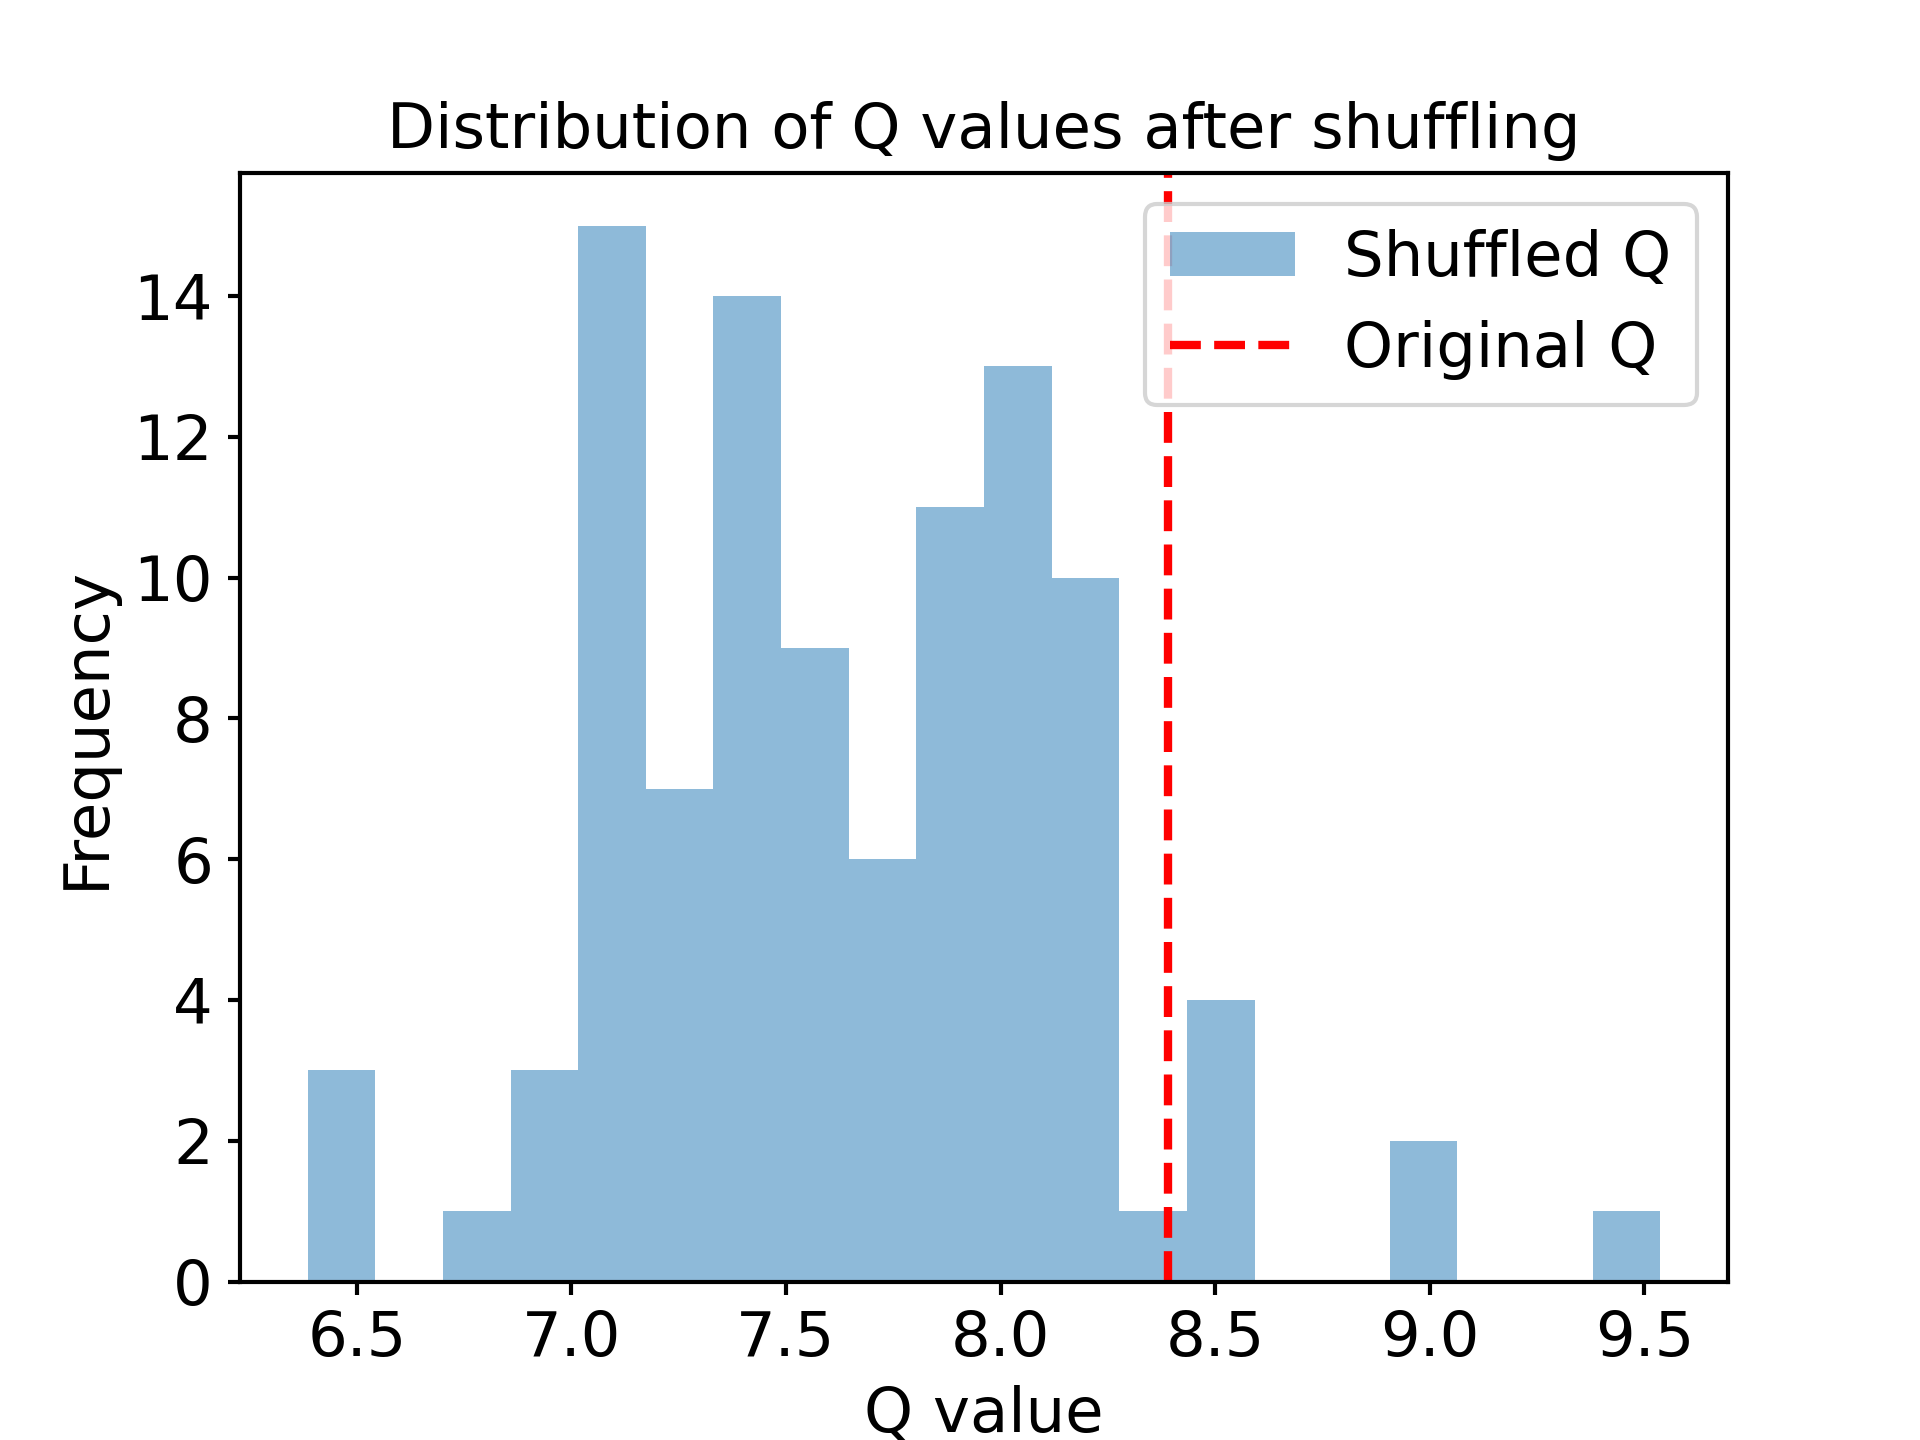 Distribution of Q values after shuffling
Shuffled Q
Original Q
Frequency
14
12
10
8
6
4
2
0
6.5 7.0 7.5 8.0 8.5 9.0 9.5
Q value